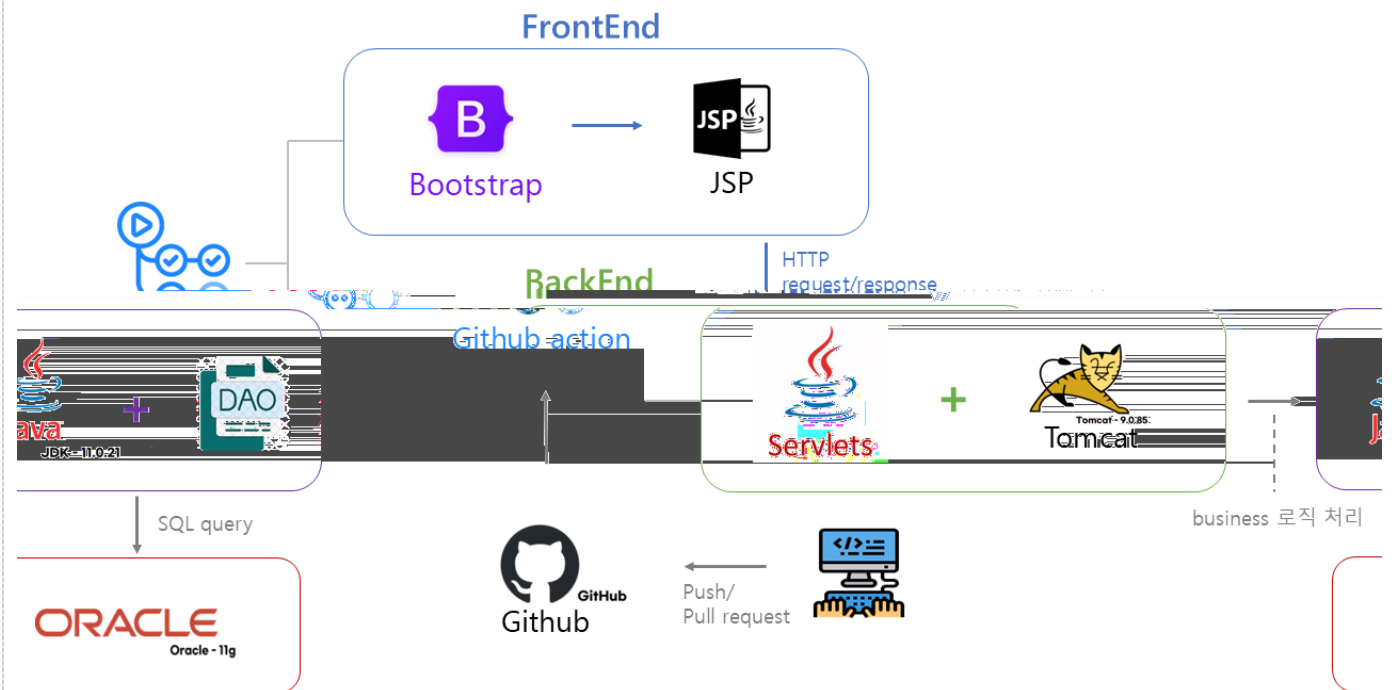 FrontEnd
B
JSP
Bootstrap
JSP
HTTP
request/response
BackEnd
Github action
DAO
JDK - 11.0.21
Servlets
+
Tomcat - 9.0.85
Tomcat
+
SQL query
business 로직 처리
ORACLE
Oracle - 11g
GitHub
Github
Push/
Pull request